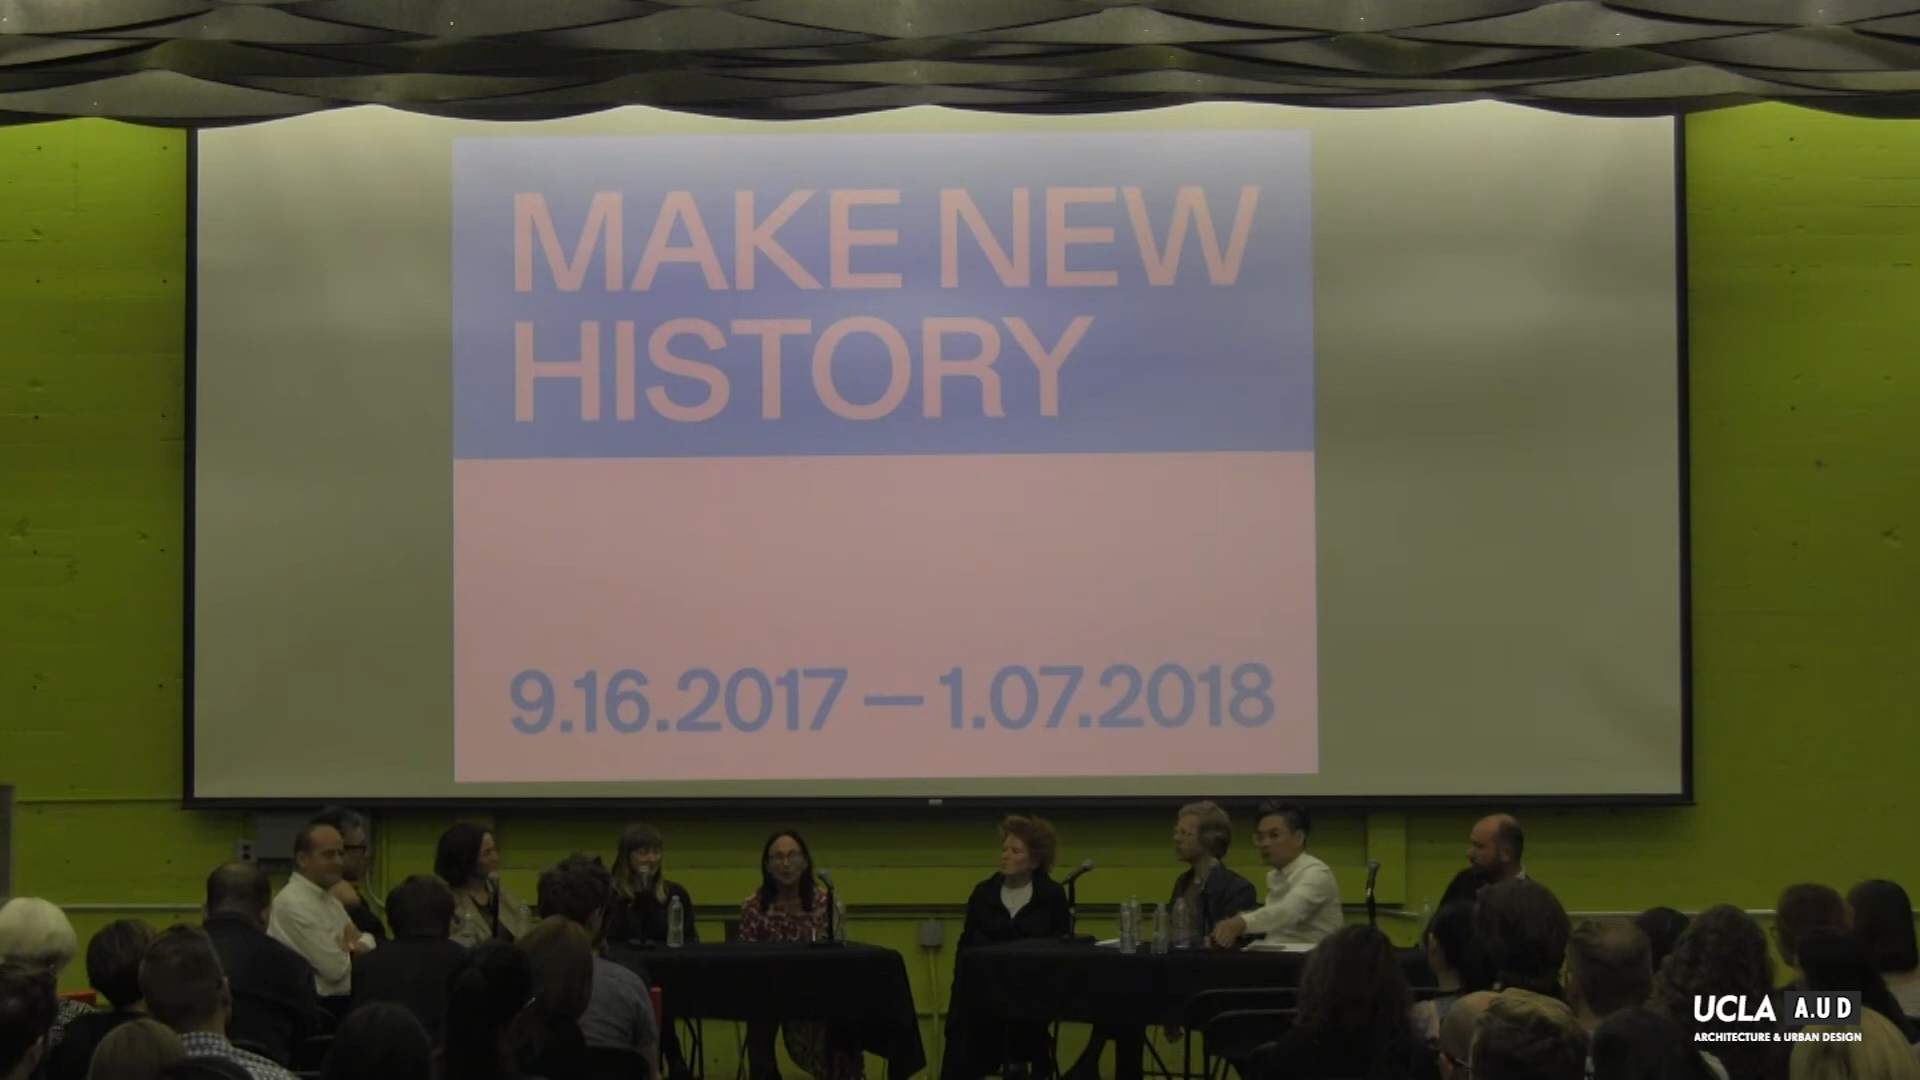 MAKE NEW
HISTORY
9.16.2017 — 1.07.2018
UCLA A.UD
ARCHITECTURE & URBAN DESIGN